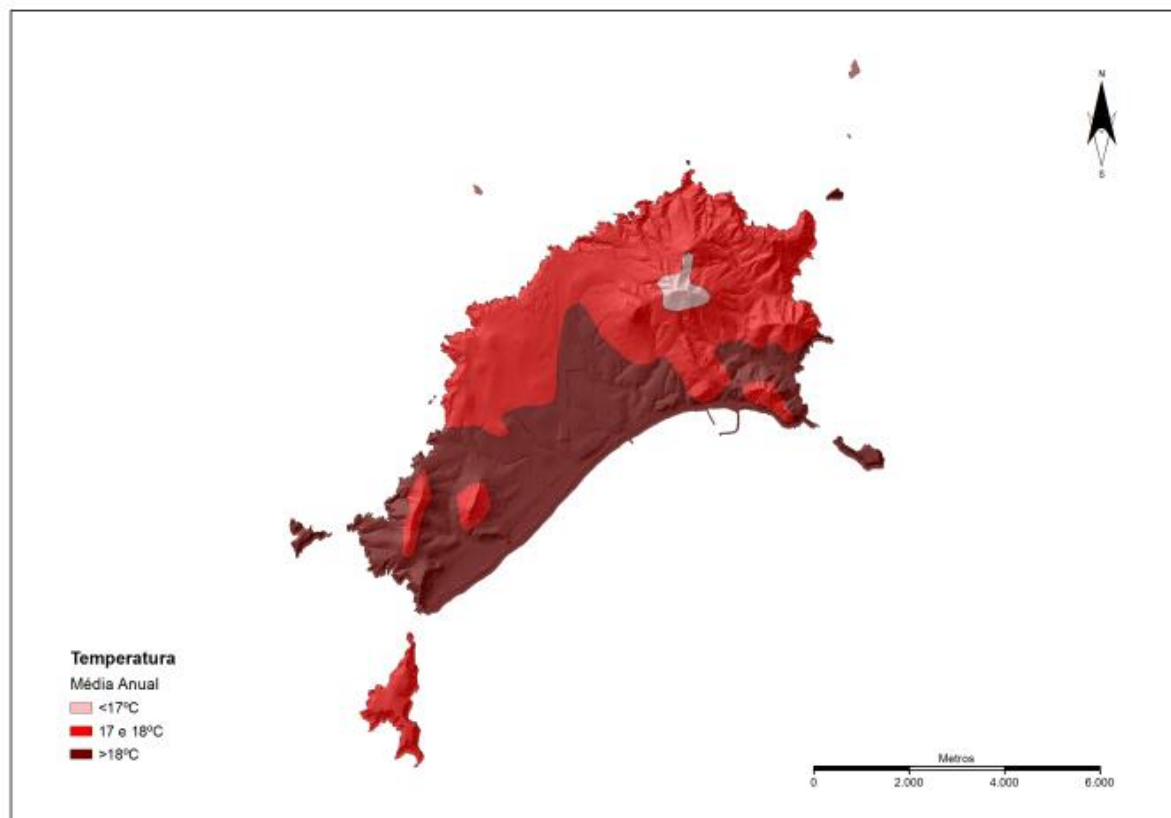 N
S
Temperatura
Média Anual
<17ºC
17 e 18ºC
>18ºC
Metros
0 2.000 4.000 6.000